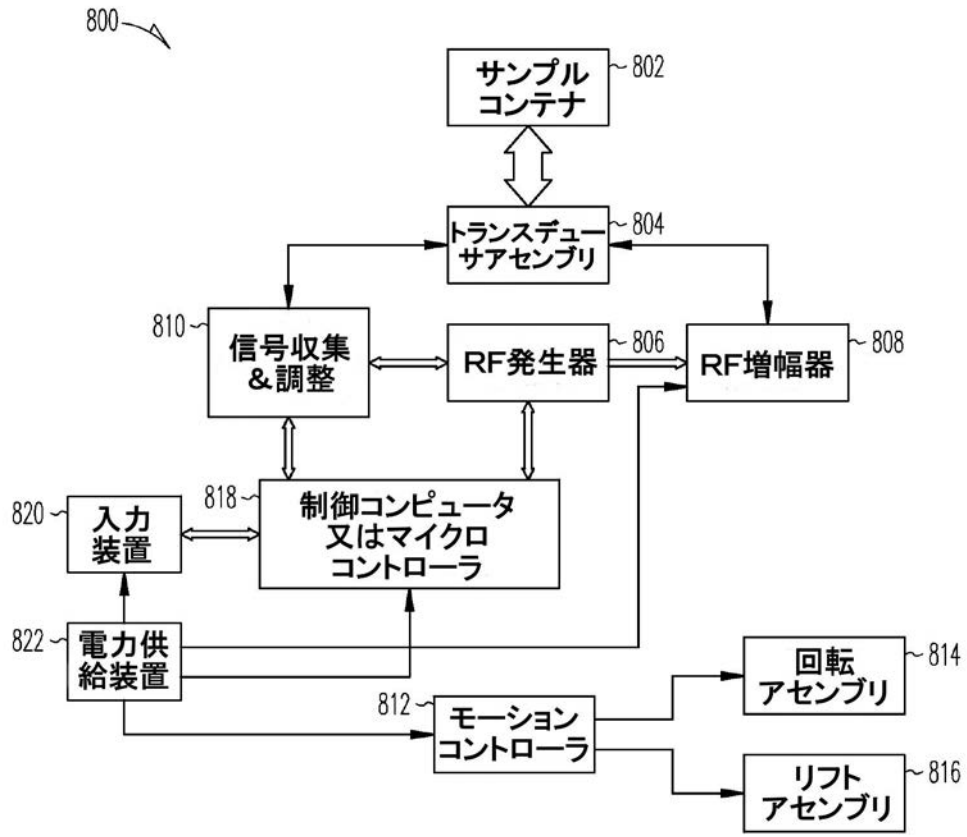 800
サンプル
コンテナ
802
トランスデュー
サアセンブリ
804
810
信号収集
&調整
RF発生器
806
RF増幅器
808
820
入力
装置
818
制御コンピュータ
又はマイクロ
コントローラ
822
電力供
給装置
812
モーション
コントローラ
回転
アセンブリ
814
リフト
アセンブリ
816